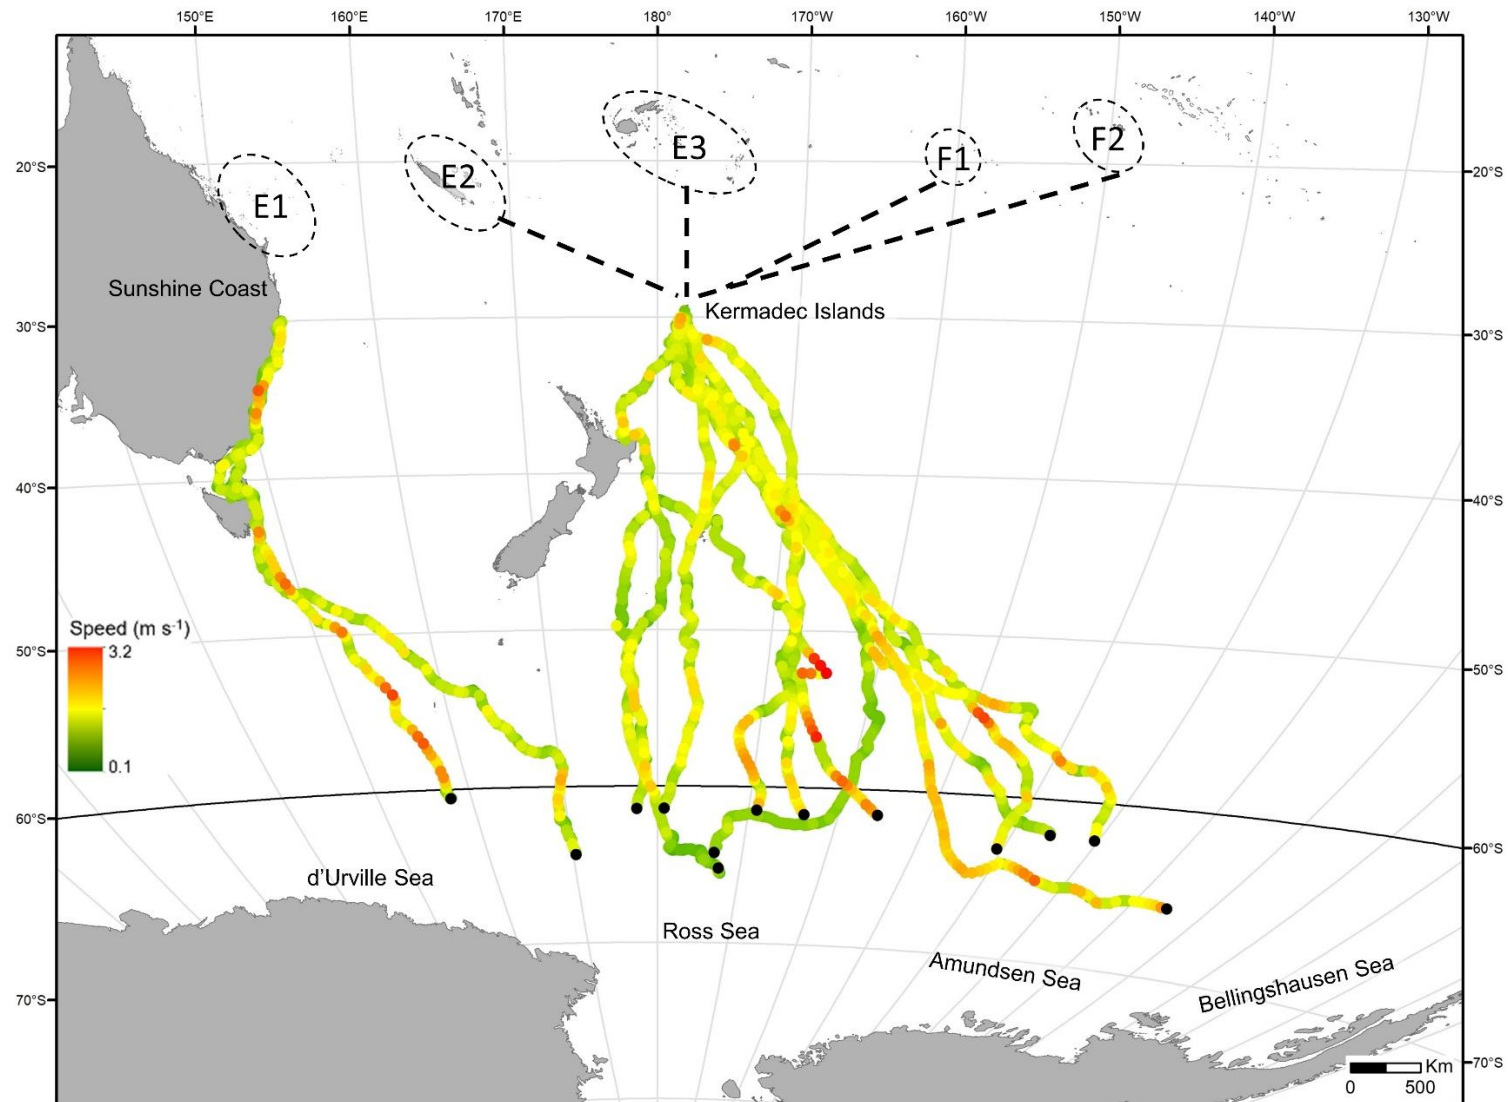 150°E 160°E 170°E 180° 170°W 160°W 150°W 140°W 130°W
E3 F1 F2
20°S E2 20°S
E1
Sunshine Coast
Kermadec Islands
30°S 30°S
40°S 40°S
Speed (m s⁻¹)
3.2
50°S 50°S
0.1
60°S 60°S
d'Urville Sea
Ross Sea
Amundsen Sea
Bellingshausen Sea
70°S 70°S
Km
0 500